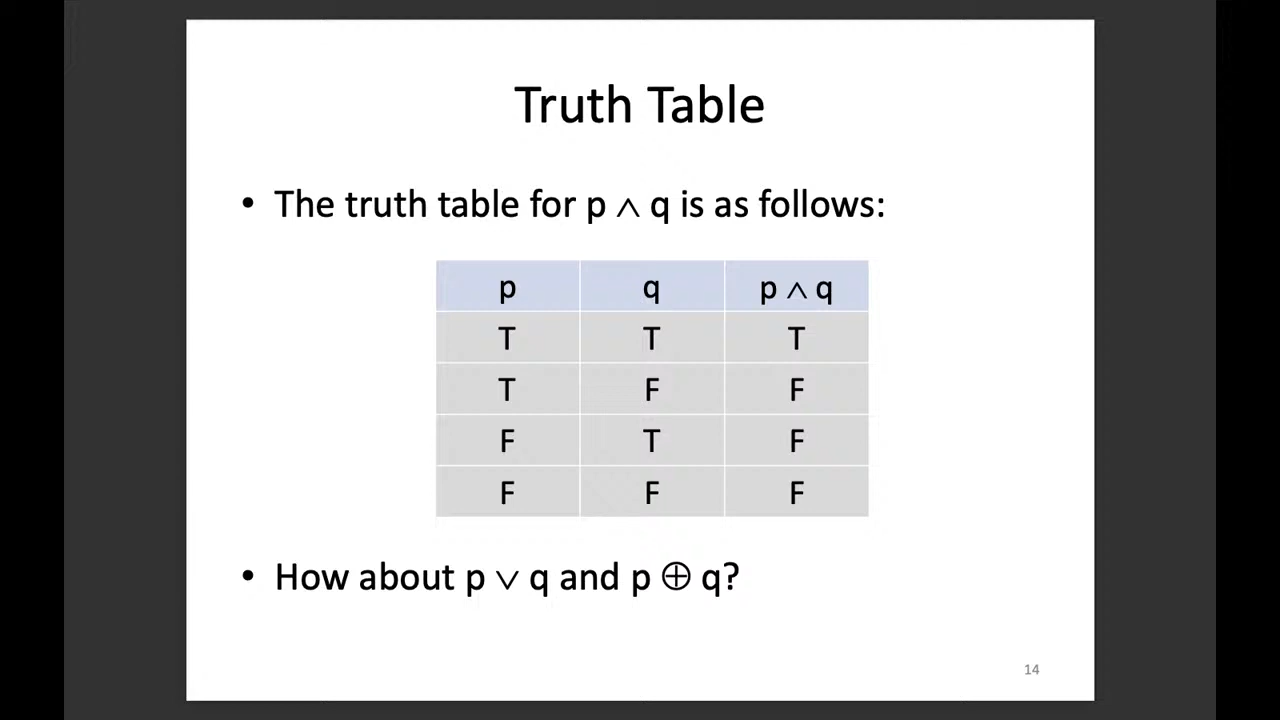 Truth Table
• The truth table for p ∧ q is as follows:
p q p ∧ q
T T T
T F F
F T F
F F F
• How about p ∨ q and p ⊕ q?
14